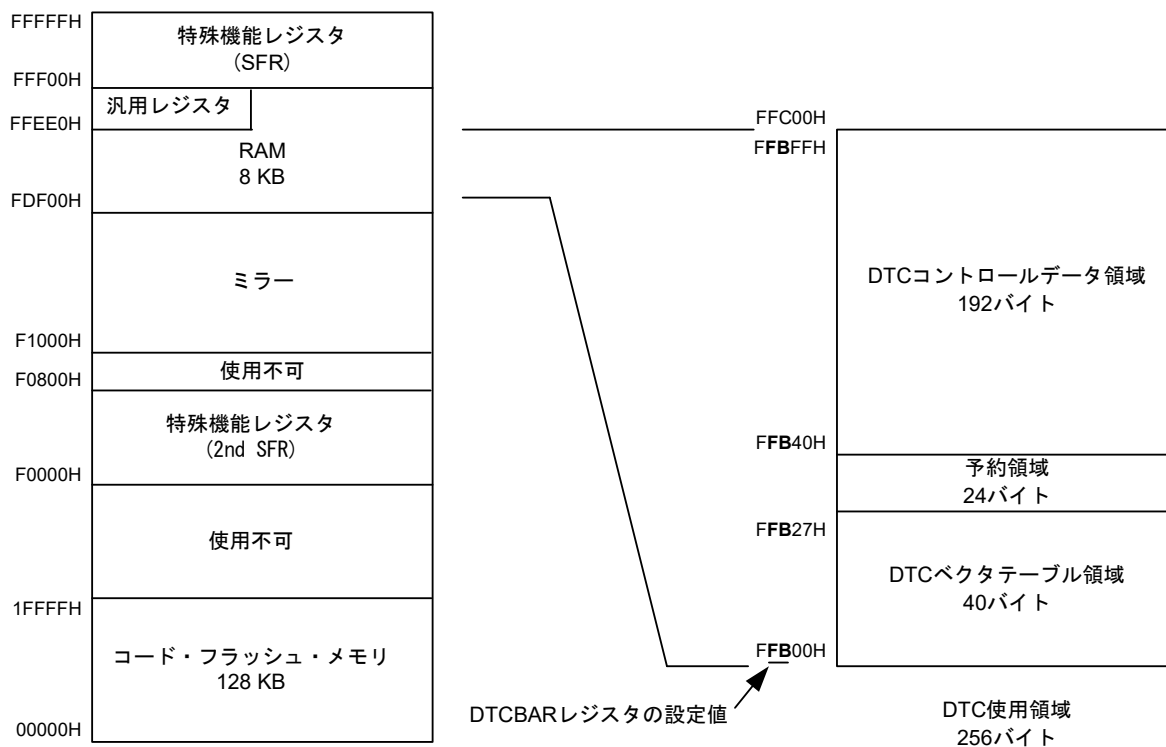 FFFFFH
特殊機能レジスタ
(SFR)
FFF00H
汎用レジスタ
FFEE0H
RAM
8 KB
FDF00H
ミラー
F1000H
使用不可
F0800H
特殊機能レジスタ
(2nd SFR)
F0000H
使用不可
1FFFFH
コード・フラッシュ・メモリ
128 KB
00000H
FFC00H
FFBFFH
DTCコントロールデータ領域
192バイト
FFB40H
予約領域
24バイト
FFB27H
DTCベクタテーブル領域
40バイト
FFB00H
DTCBARレジスタの設定値
DTC使用領域
256バイト